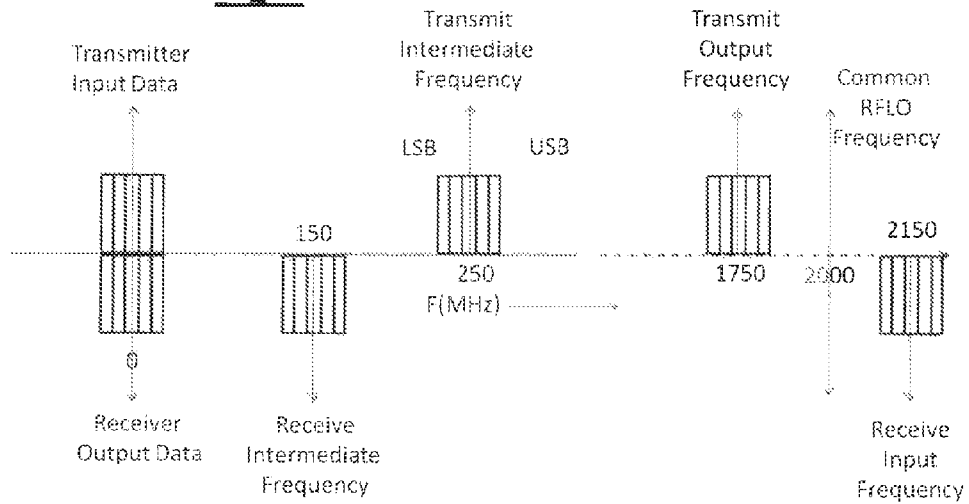 Transmitter
Input Data
Transmit
Intermediate
Frequency
Transmit
Output
Frequency
Common
RFLO
Frequency
LSB
USB
150
2150
250
1750
2000
F(MHz)
0
Receiver
Output Data
Receive
Intermediate
Frequency
Receive
Input
Frequency